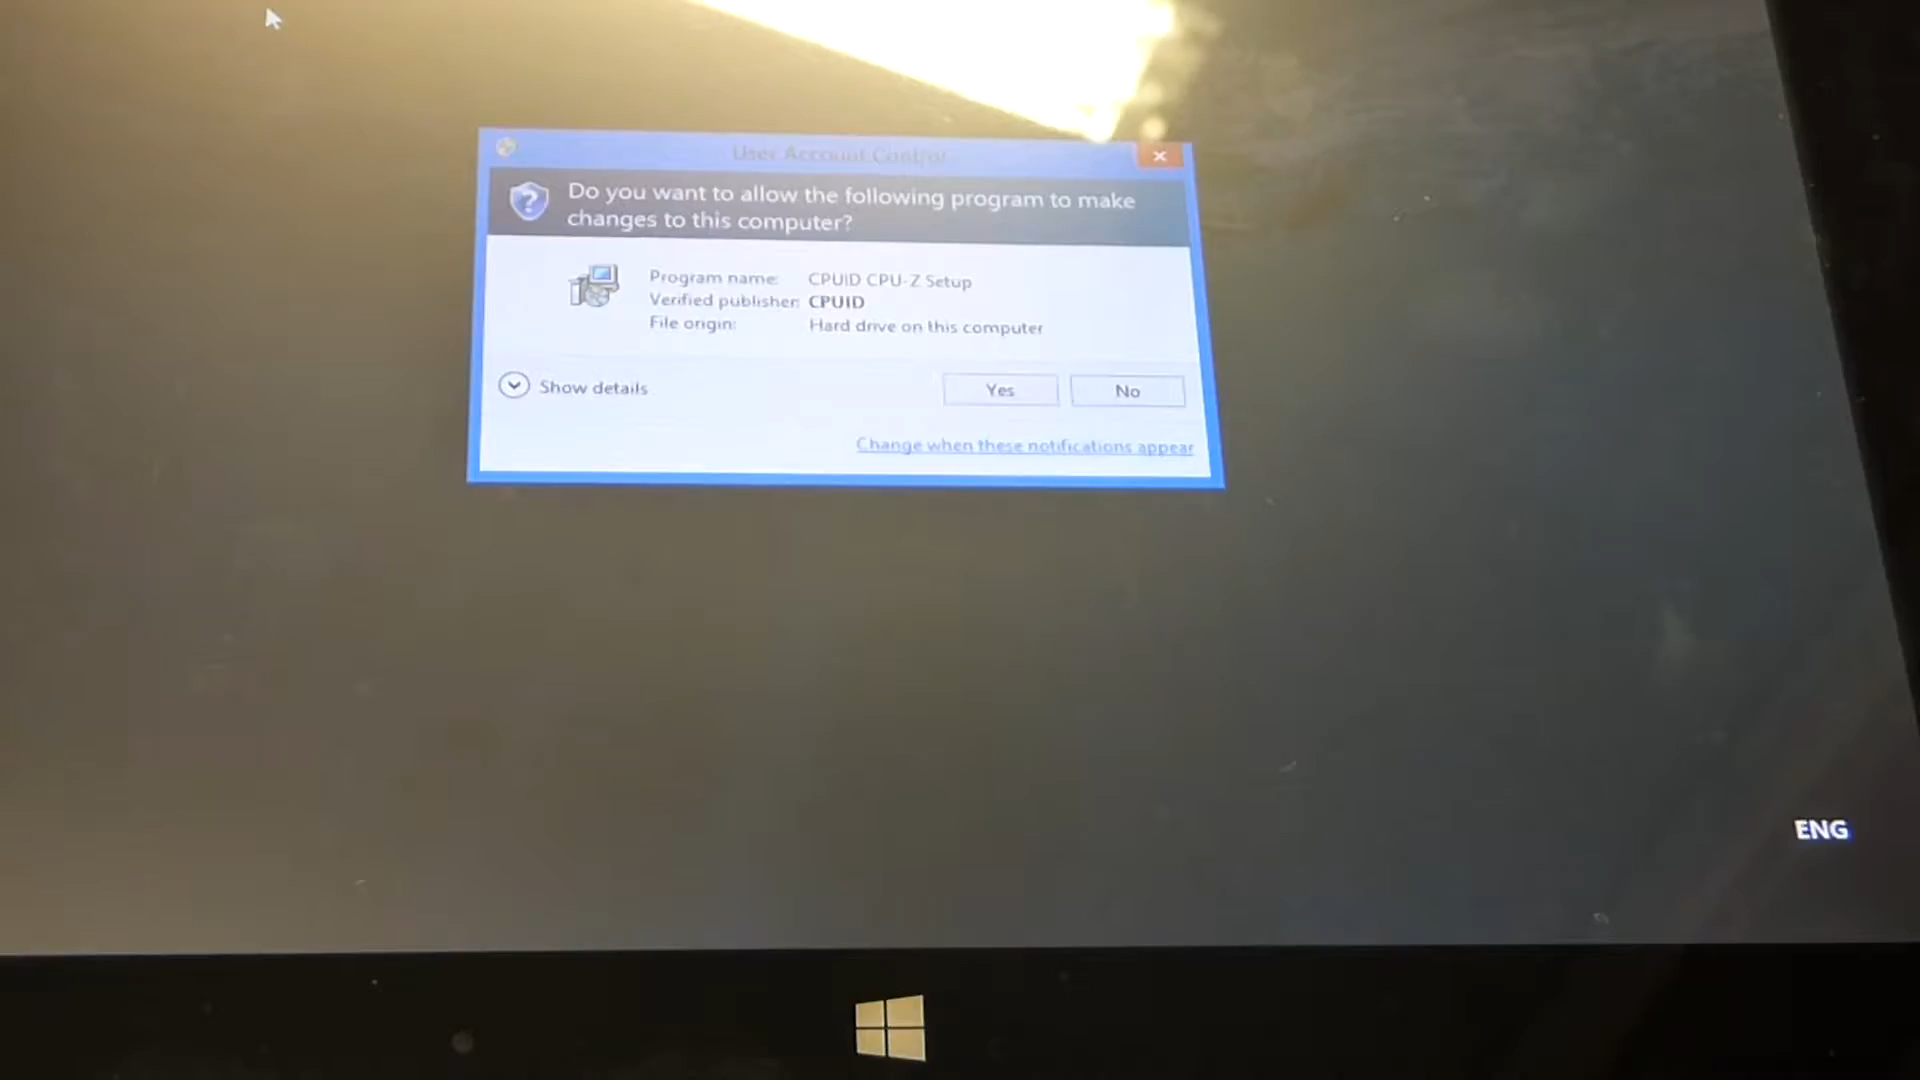 User Account Control
Do you want to allow the following program to make
changes to this computer?
Program name: CPUID CPU-Z Setup
Verified publisher: CPUID
File origin: Hard drive on this computer
Show details
Yes
No
Change when these notifications appear
ENG